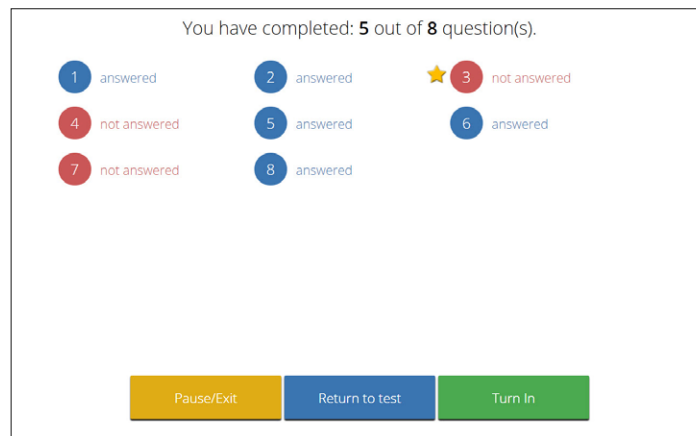 You have completed: 5 out of 8 question(s).
1 answered 2 answered 3 not answered
4 not answered 5 answered 6 answered
7 not answered 8 answered
Pause/Exit Return to test Turn In